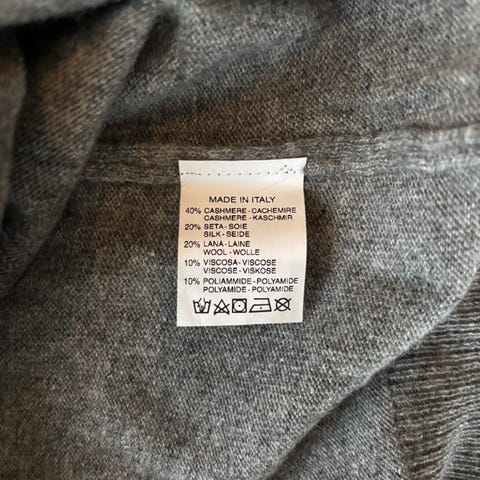 MADE IN ITALY
40% CASHMERE-CACHEMIRE
CASHMERE-KASCHMIR
20% SETA-SOIE
SILK-SEIDE
20% LANA-LAINE
WOOL-WOLLE
10% VISCOSA-VISCOSE
VISCOSE-VISKOSE
10% POLIAMMIDE-POLYAMIDE
POLYAMIDE-POLYAMIDE